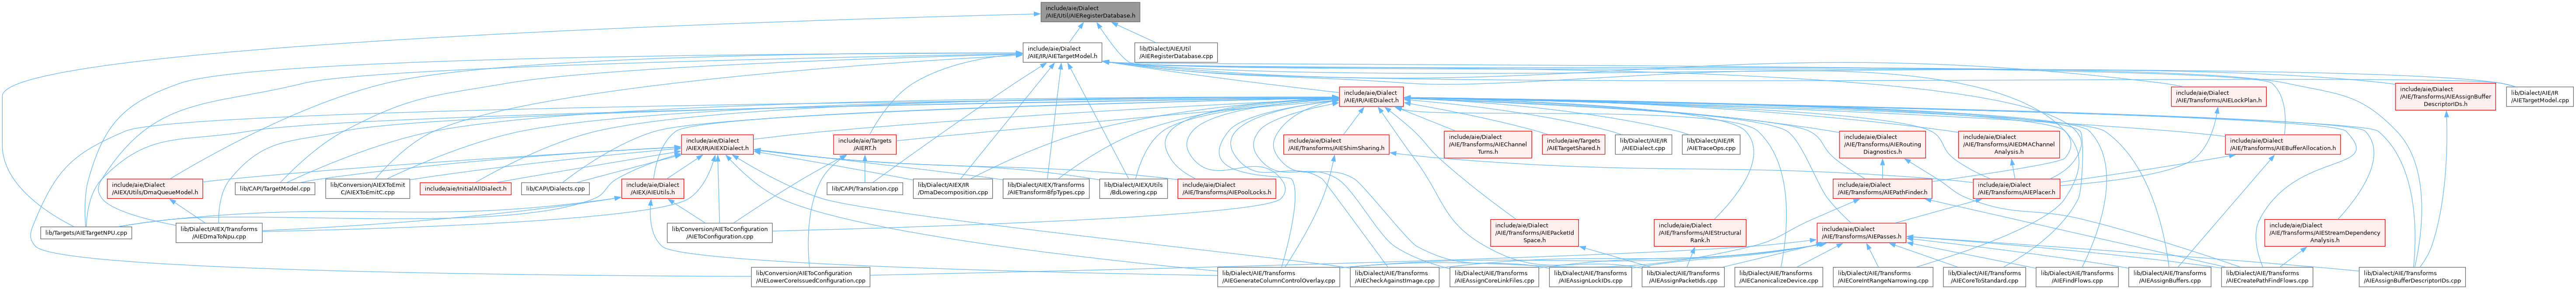 include/aie/Dialect
/AIE/Util/AIERegisterDatabase.h
include/aie/Dialect
/AIE/IR/AIETargetModel.h
lib/Dialect/AIE/Util
/AIERegisterDatabase.cpp
include/aie/Dialect
/AIE/IR/AIEDialect.h
include/aie/Dialect
/AIE/Transforms/AIELockPlan.h
include/aie/Dialect
/AIE/Transforms/AIEAssignBuffer
DescriptorIDs.h
lib/Dialect/AIE/IR
/AIETargetModel.cpp
include/aie/Dialect
/AIEX/IR/AIEXDialect.h
include/aie/Targets
/AIERT.h
include/aie/Dialect
/AIE/Transforms/AIEShimSharing.h
include/aie/Dialect
/AIE/Transforms/AIEChannel
Turns.h
include/aie/Targets
/AIETargetShared.h
lib/Dialect/AIE/IR
/AIEDialect.cpp
lib/Dialect/AIE/IR
/AIETraceOps.cpp
include/aie/Dialect
/AIE/Transforms/AIERouting
Diagnostics.h
include/aie/Dialect
/AIE/Transforms/AIEDMAChannel
Analysis.h
include/aie/Dialect
/AIE/Transforms/AIEBufferAllocation.h
include/aie/Dialect
/AIEX/Utils/DmaQueueModel.h
lib/CAPI/TargetModel.cpp
lib/Conversion/AIEXToEmit
C/AIEXToEmitC.cpp
include/aie/InitialAllDialect.h
lib/CAPI/Dialects.cpp
include/aie/Dialect
/AIEX/AIEUtils.h
lib/CAPI/Translation.cpp
lib/Dialect/AIEX/IR
/DmaDecomposition.cpp
lib/Dialect/AIEX/Transforms
/AIETransformBfpTypes.cpp
lib/Dialect/AIEX/Utils
/BdLowering.cpp
include/aie/Dialect
/AIE/Transforms/AIEPoolLocks.h
include/aie/Dialect
/AIE/Transforms/AIEPathFinder.h
include/aie/Dialect
/AIE/Transforms/AIEPlacer.h
lib/Targets/AIETargetNPU.cpp
lib/Dialect/AIEX/Transforms
/AIEDmaToNpu.cpp
lib/Conversion/AIEToConfiguration
/AIEToConfiguration.cpp
include/aie/Dialect
/AIE/Transforms/AIEPacketId
Space.h
include/aie/Dialect
/AIE/Transforms/AIEStructural
Rank.h
include/aie/Dialect
/AIE/Transforms/AIEPasses.h
include/aie/Dialect
/AIE/Transforms/AIEStreamDependency
Analysis.h
lib/Conversion/AIEToConfiguration
/AIELowerCoreIssuedConfiguration.cpp
lib/Dialect/AIE/Transforms
/AIEGenerateColumnControlOverlay.cpp
lib/Dialect/AIE/Transforms
/AIECheckAgainstImage.cpp
lib/Dialect/AIE/Transforms
/AIEAssignCoreLinkFiles.cpp
lib/Dialect/AIE/Transforms
/AIEAssignLockIDs.cpp
lib/Dialect/AIE/Transforms
/AIEAssignPacketIds.cpp
lib/Dialect/AIE/Transforms
/AIECanonicalizeDevice.cpp
lib/Dialect/AIE/Transforms
/AIECoreIntRangeNarrowing.cpp
lib/Dialect/AIE/Transforms
/AIECoreToStandard.cpp
lib/Dialect/AIE/Transforms
/AIEFindFlows.cpp
lib/Dialect/AIE/Transforms
/AIEAssignBuffers.cpp
lib/Dialect/AIE/Transforms
/AIECreatePathFindFlows.cpp
lib/Dialect/AIE/Transforms
/AIEAssignBufferDescriptorIDs.cpp